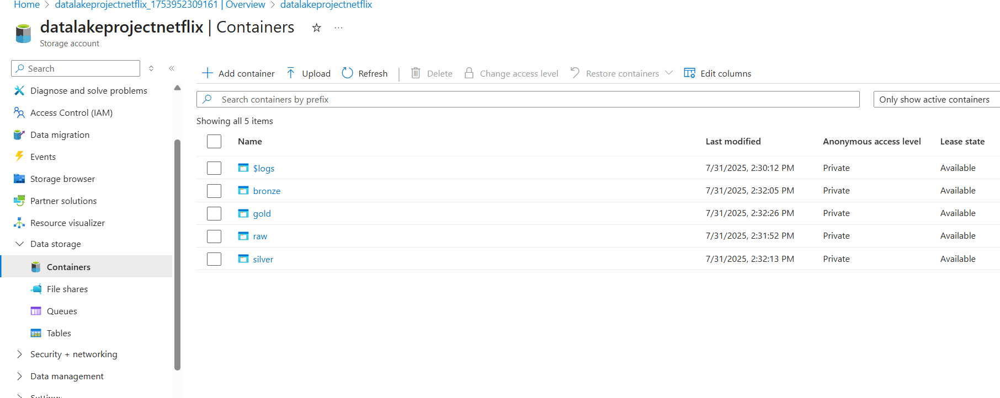 Home > datalakeprojectnetflix_1753952309161 | Overview > datalakeprojectnetflix
datalakeprojectnetflix | Containers
Storage account
Search
Diagnose and solve problems
Access Control (IAM)
Data migration
Events
Storage browser
Partner solutions
Resource visualizer
Data storage
Containers
File shares
Queues
Tables
Security + networking
Data management
Settings
Add container Upload Refresh Delete Change access level Restore containers Edit columns
Search containers by prefix Only show active containers
Showing all 5 items
Name Last modified Anonymous access level Lease state
$logs 7/31/2025, 2:30:12 PM Private Available
bronze 7/31/2025, 2:32:05 PM Private Available
gold 7/31/2025, 2:32:26 PM Private Available
raw 7/31/2025, 2:31:52 PM Private Available
silver 7/31/2025, 2:32:13 PM Private Available